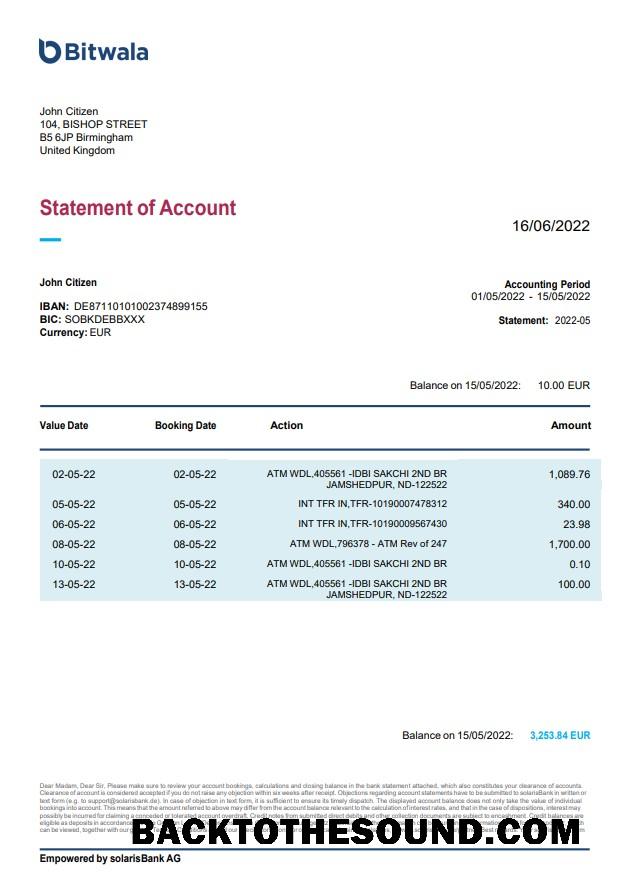 Bitwala
John Citizen
104, BISHOP STREET
B5 6JP Birmingham
United Kingdom
Statement of Account
16/06/2022
John Citizen
Accounting Period
01/05/2022 - 15/05/2022
IBAN: DE87110101002374899155
BIC: SOBKDEBBXXX
Statement: 2022-05
Currency: EUR
Balance on 15/05/2022: 10.00 EUR
Value Date Booking Date Action Amount
02-05-22 02-05-22 ATM WDL,405561 -IDBI SAKCHI 2ND BR 1,089.76
JAMSHEDPUR, ND-122522
05-05-22 05-05-22 INT TFR IN,TFR-10190007478312 340.00
06-05-22 06-05-22 INT TFR IN,TFR-10190009567430 23.98
08-05-22 08-05-22 ATM WDL,796378 - ATM Rev of 247 1,700.00
10-05-22 10-05-22 ATM WDL,405561 -IDBI SAKCHI 2ND BR 0.10
13-05-22 13-05-22 ATM WDL,405561 -IDBI SAKCHI 2ND BR 100.00
JAMSHEDPUR, ND-122522
Balance on 15/05/2022: 3,253.84 EUR
Dear Madam, Dear Sir, Please make sure to review your account bookings, calculations and closing balance in the bank statement attached, which also constitutes your clearance of accounts.
Clearance of account is considered accepted if you do not raise any objection within six weeks after receipt. Objections regarding account statements have to be submitted to solarisBank in written or
text form (e.g. to support@solarisbank.de). In case of objection in text form, it is sufficient to ensure its timely dispatch. The displayed account balance does not only take the value of individual
bookings into account. This means that the amount referred to above may differ from the account balance relevant to the calculation of interest rates, and that in the case of account drawals, interest may
possibly be incurred for claiming a conceded or tolerated account overdraft. Credit notes from submitted direct debits and other collection documents are subject to encashment. Credit balances are
eligible as deposits in accordance
can be viewed, together with our
BACKTOTHESOUND.COM
Empowered by solarisBank AG